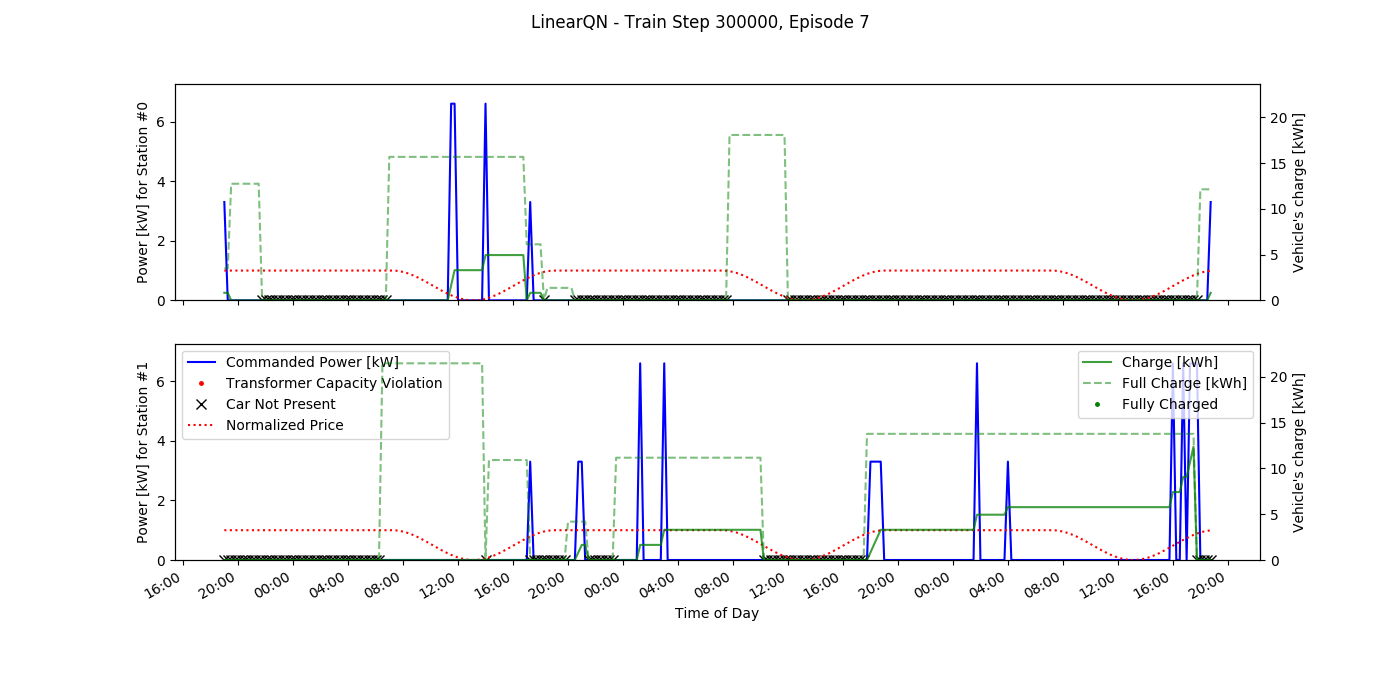 LinearQN - Train Step 300000, Episode 7
Power [kW] for Station #0
0
2
4
6
0
5
10
15
20
Vehicle's charge [kWh]
Power [kW] for Station #1
0
2
4
6
Commanded Power [kW]
Transformer Capacity Violation
Car Not Present
Normalized Price
Charge [kWh]
Full Charge [kWh]
Fully Charged
0
5
10
15
20
Vehicle's charge [kWh]
16:00 20:00 00:00 04:00 08:00 12:00 16:00 20:00 00:00 04:00 08:00 12:00 16:00 20:00 00:00 04:00 08:00 12:00 16:00 20:00
Time of Day